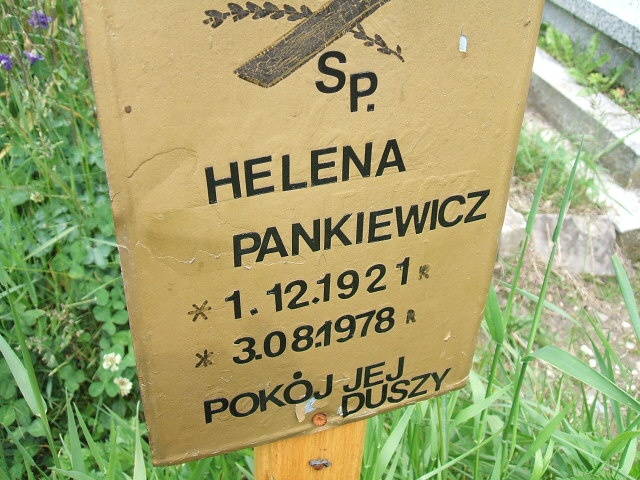 SP.
HELENA
PANKIEWICZ
* 1.12.1921 R
* 3.08.1978 R
POKÓJ JEJ
DUSZY